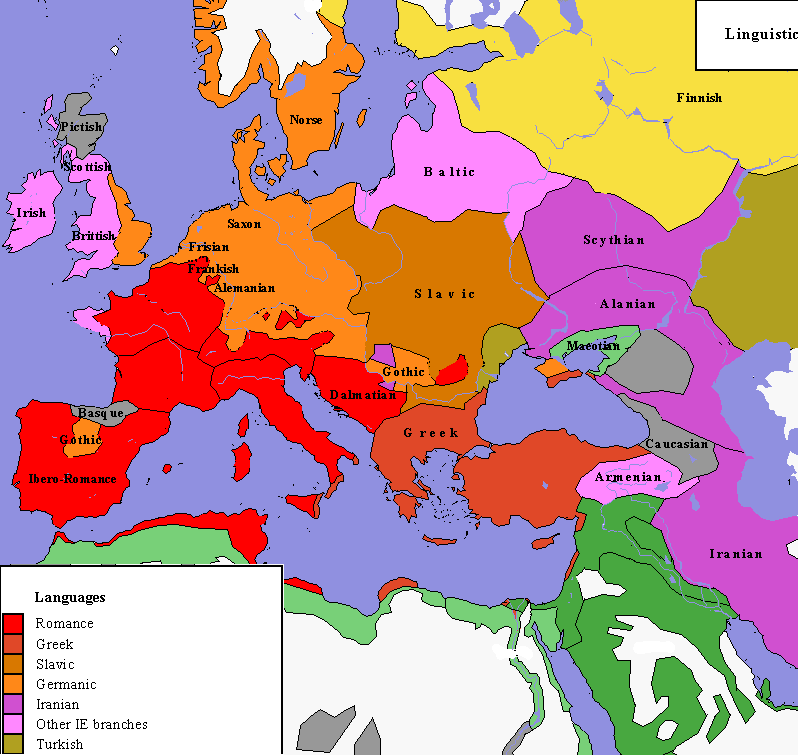 Linguistic
Finnish
Norse
Pictish
Scottish
Baltic
Irish
Brittish
Saxon
Frisian
Frankish
Alemanian
Scythian
Slavic
Alanian
Maeotian
Gothic
Dalmatian
Basque
Greek
Gothic
Caucasian
Ibero-Romance
Armenian
Iranian
Languages
Romance
Greek
Slavic
Germanic
Iranian
Other IE branches
Turkish